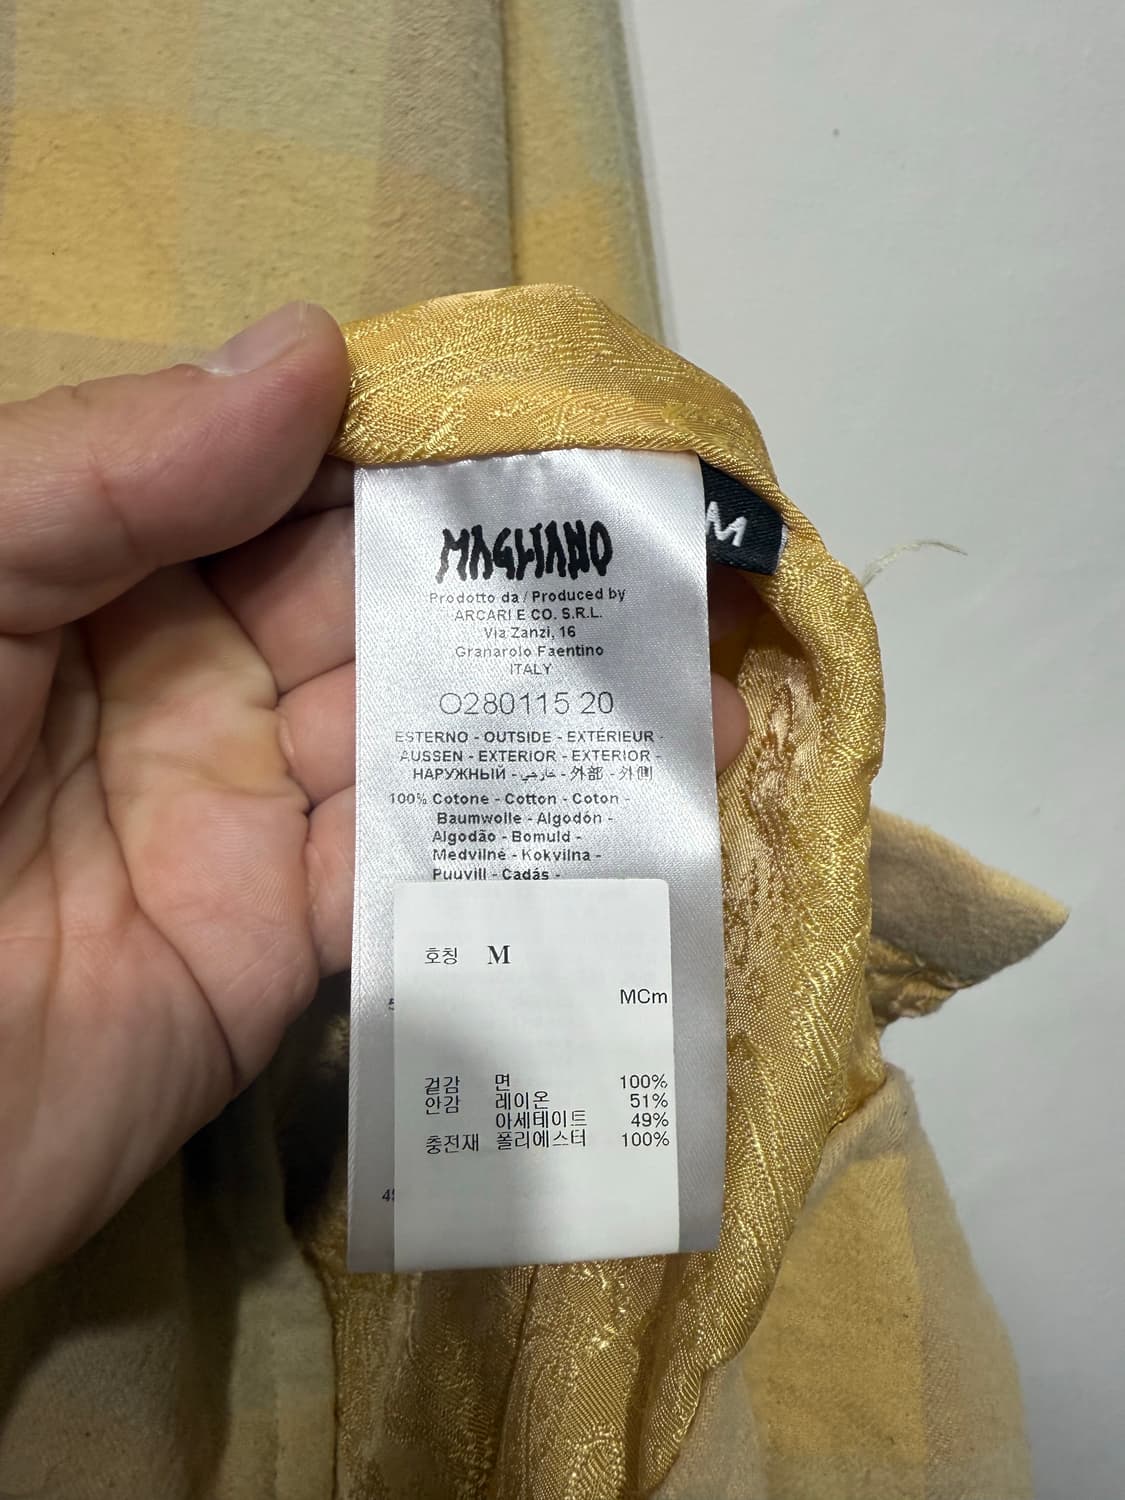 M
MAGLIANO
Prodotto da / Produced by
ARCARI E CO. S.R.L.
Via Zanzi, 16
Granarolo Faentino
ITALY
O280115 20
ESTERNO - OUTSIDE - EXTÉRIEUR -
AUSSEN - EXTERIOR - EXTERIOR -
НАРУЖНЫЙ - خارجي - 外部 - 外側
100% Cotone - Cotton - Coton -
Baumwolle - Algodón -
Algodão - Bomuld -
Medvilné - Kokvilna -
Puuvill - Cadás -
호칭 M
MCm
겉감 면 100%
안감 레이온 51%
아세테이트 49%
충전재 폴리에스터 100%